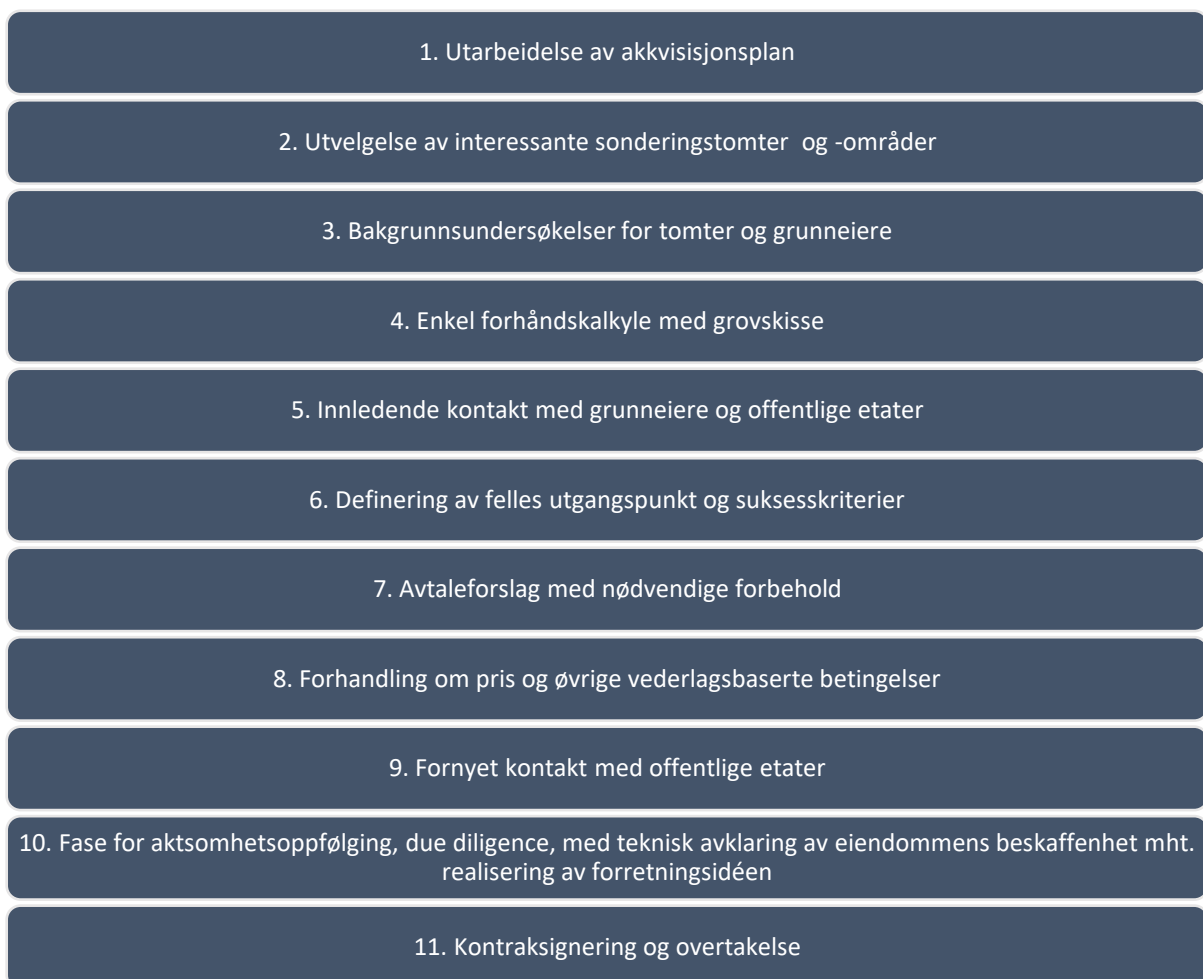 1. Utarbeidelse av akkvisisjonsplan
2. Utvelgelse av interessante sonderingstomter og -områder
3. Bakgrunnsundersøkelser for tomter og grunneiere
4. Enkel forhåndskalkyle med grovskisse
5. Innledende kontakt med grunneiere og offentlige etater
6. Definering av felles utgangspunkt og suksesskriterier
7. Avtaleforslag med nødvendige forbehold
8. Forhandling om pris og øvrige vederlagsbaserte betingelser
9. Fornyet kontakt med offentlige etater
10. Fase for aktsomhetsoppfølging, due diligence, med teknisk avklaring av eiendommens beskaffenhet mht.
realisering av forretningsidéen
11. Kontraksignering og overtakelse